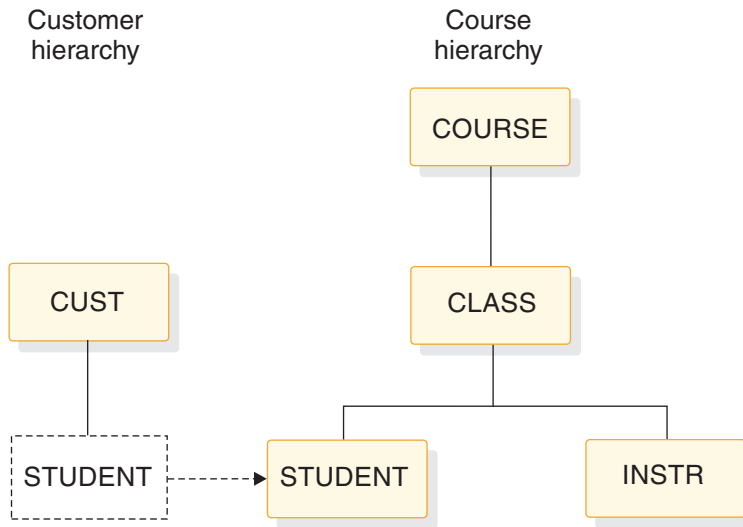 Customer
hierarchy
Course
hierarchy
COURSE
CUST
CLASS
STUDENT
STUDENT
INSTR